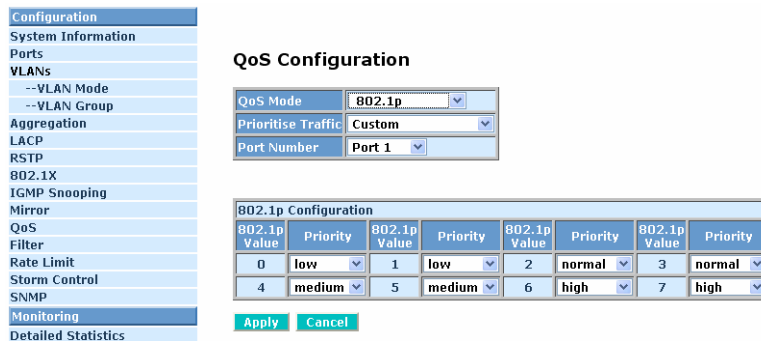 Configuration
System Information
Ports
VLANs
--VLAN Mode
--VLAN Group
Aggregation
LACP
RSTP
802.1X
IGMP Snooping
Mirror
QoS
Filter
Rate Limit
Storm Control
SNMP
Monitoring
Detailed Statistics
QoS Configuration
QoS Mode 802.1p
Prioritise Traffic Custom
Port Number Port 1
802.1p Configuration
802.1p Value Priority 802.1p Value Priority 802.1p Value Priority 802.1p Value Priority
0 low 1 low 2 normal 3 normal
4 medium 5 medium 6 high 7 high
Apply Cancel